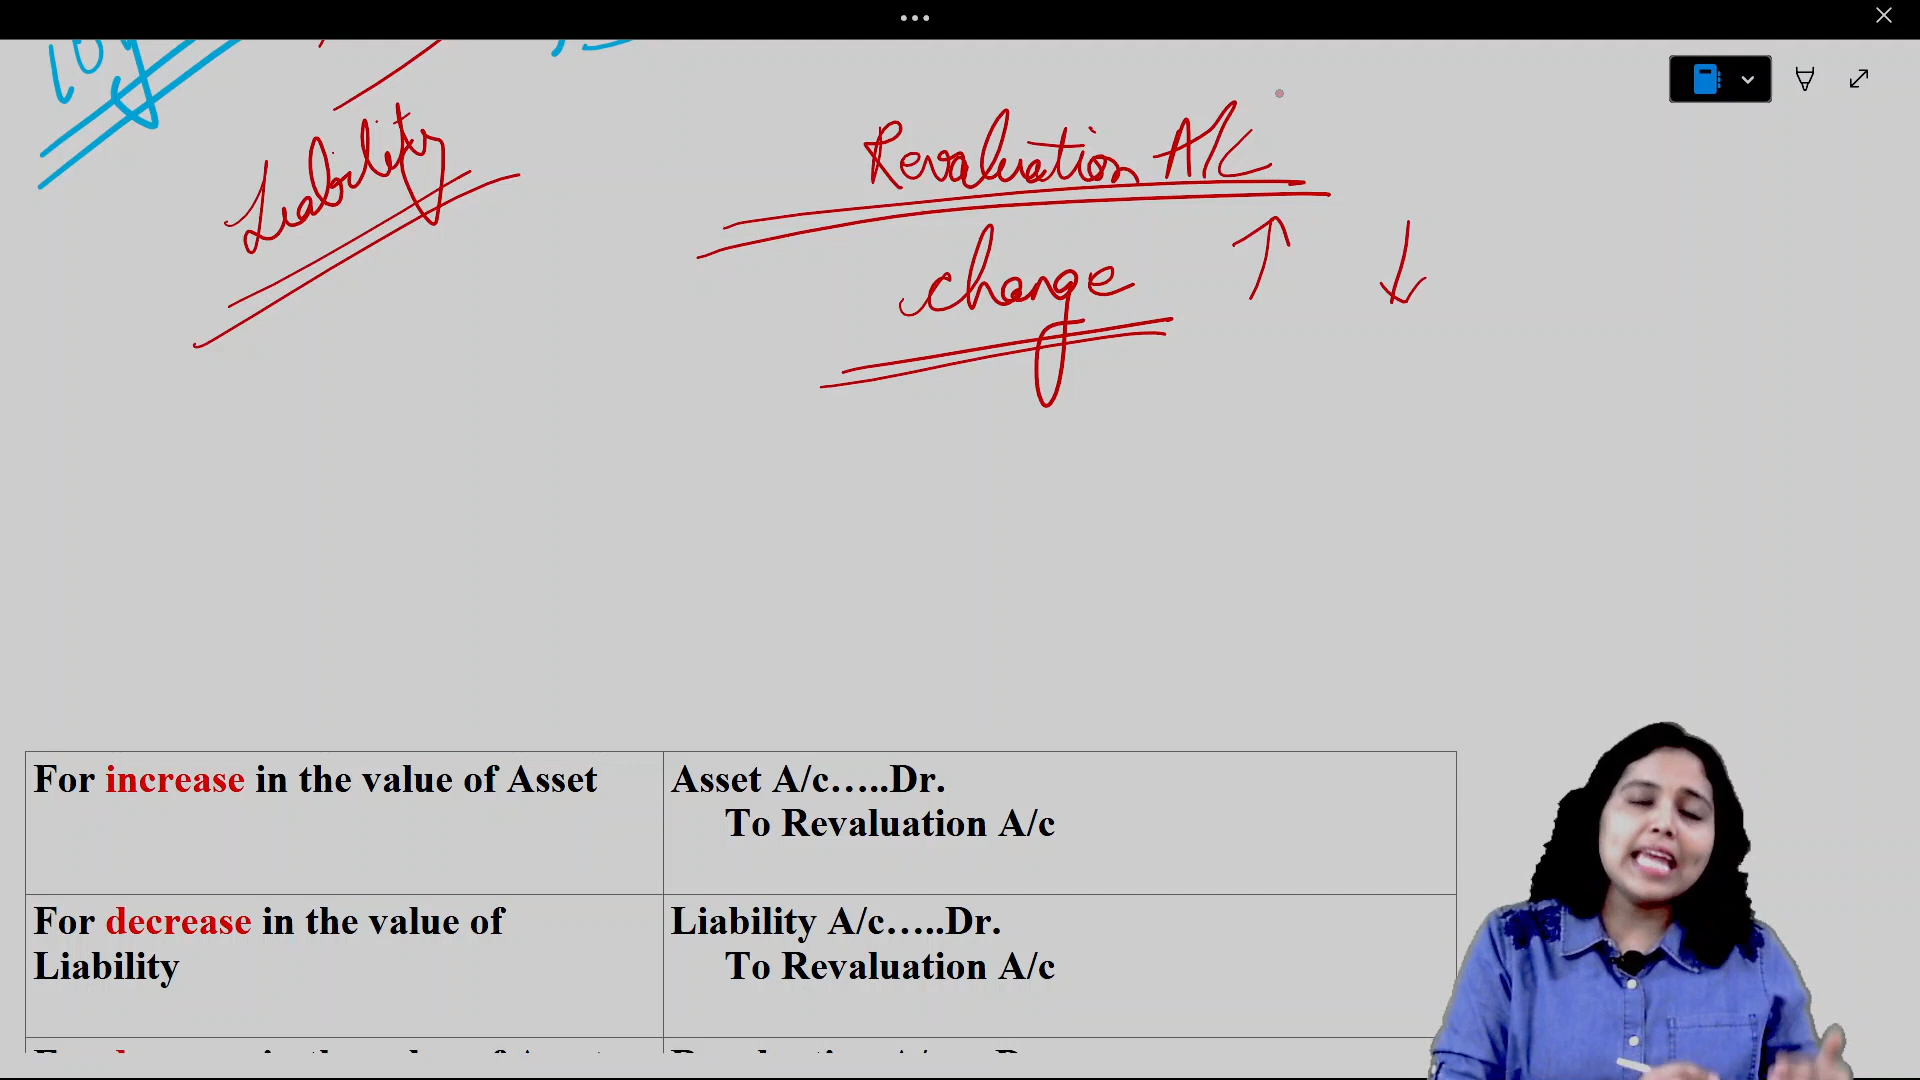 Liability
Revaluation A/C
change
For increase in the value of Asset
Asset A/c…..Dr.
To Revaluation A/c
For decrease in the value of
Liability
Liability A/c…..Dr.
To Revaluation A/c